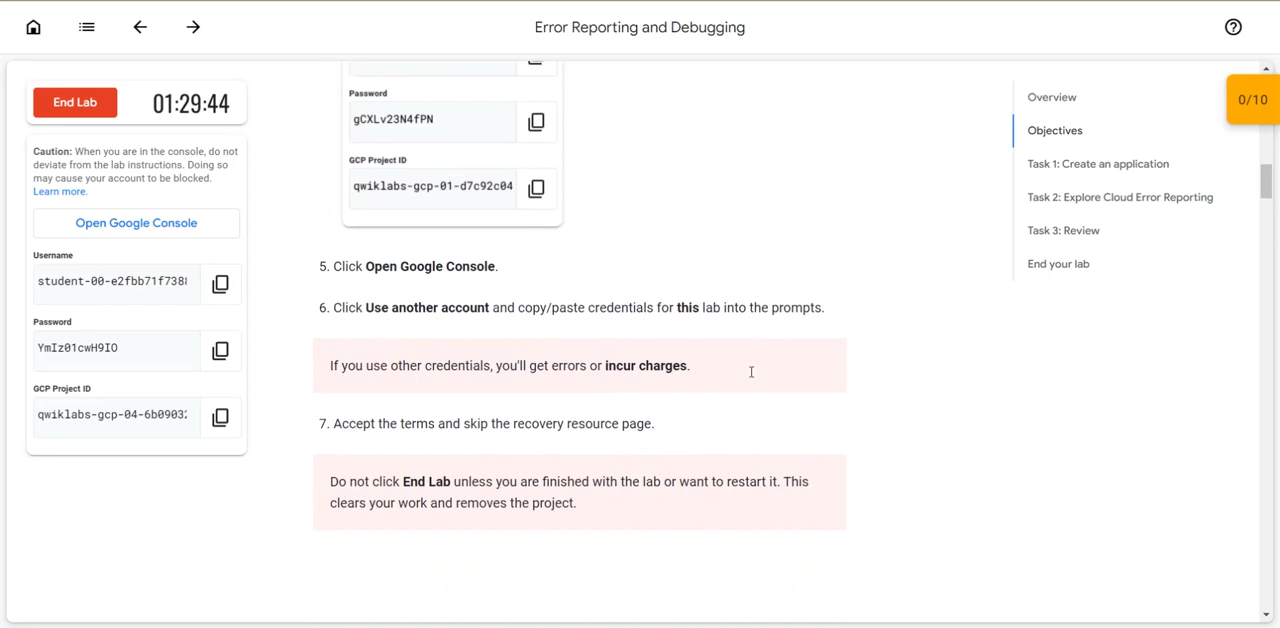 Error Reporting and Debugging
End Lab
01:29:44
Caution: When you are in the console, do not
deviate from the lab instructions. Doing so
may cause your account to be blocked.
Learn more.
Open Google Console
Username
student-00-e2fbb71f738
Password
YmIz01cwH9IO
GCP Project ID
qwiklabs-gcp-04-6b0903
Password
gCXLv23N4fPN
GCP Project ID
qwiklabs-gcp-01-d7c92c04
5. Click Open Google Console.
6. Click Use another account and copy/paste credentials for this lab into the prompts.
If you use other credentials, you'll get errors or incur charges.
7. Accept the terms and skip the recovery resource page.
Do not click End Lab unless you are finished with the lab or want to restart it. This
clears your work and removes the project.
Overview
Objectives
Task 1: Create an application
Task 2: Explore Cloud Error Reporting
Task 3: Review
End your lab
0/10